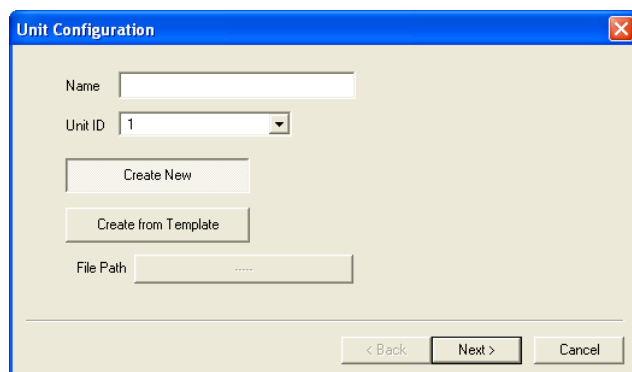 Unit Configuration
Name
Unit ID 1
Create New
Create from Template
File Path -----
< Back Next > Cancel